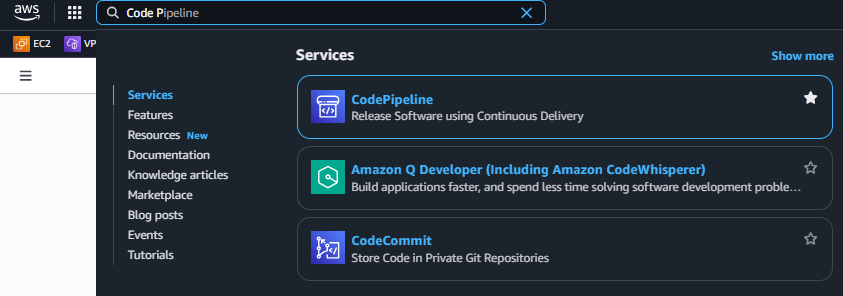 aws
Code Pipeline
EC2
VP
Services
Show more
Services
Features
Resources New
Documentation
Knowledge articles
Marketplace
Blog posts
Events
Tutorials
CodePipeline
Release Software using Continuous Delivery
Amazon Q Developer (Including Amazon CodeWhisperer)
Build applications faster, and spend less time solving software development proble...
CodeCommit
Store Code in Private Git Repositories